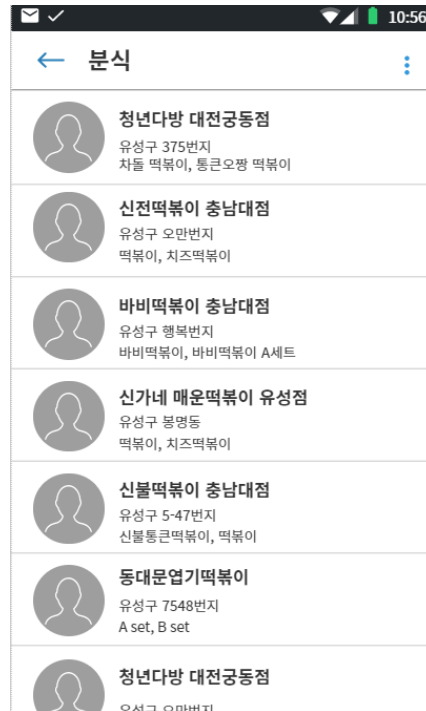 10:56
분식
청년다방 대전궁동점
유성구 375번지
차돌 떡볶이, 통큰오짱 떡볶이
신전떡볶이 충남대점
유성구 오만번지
떡볶이, 치즈떡볶이
바비떡볶이 충남대점
유성구 행복번지
바비떡볶이, 바비떡볶이 A세트
신가네 매운떡볶이 유성점
유성구 봉명동
떡볶이, 치즈떡볶이
신불떡볶이 충남대점
유성구 5-47번지
신불통큰떡볶이, 떡볶이
동대문엽기떡볶이
유성구 7548번지
A set, B set
청년다방 대전궁동점
유성구 오만번지